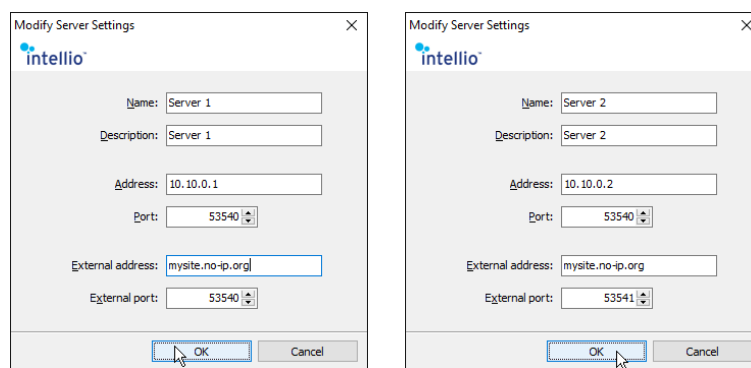 Modify Server Settings
intellio™
Name: Server 1
Description: Server 1
Address: 10.10.0.1
Port: 53540
External address: mysite.no-ip.org
External port: 53540
OK Cancel
Modify Server Settings
intellio™
Name: Server 2
Description: Server 2
Address: 10.10.0.2
Port: 53540
External address: mysite.no-ip.org
External port: 53541
OK Cancel